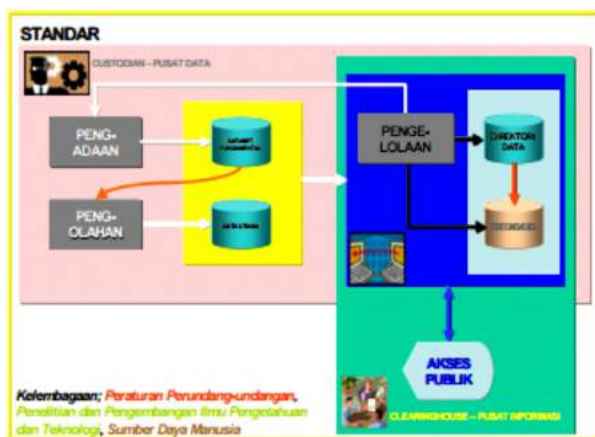 STANDAR
CUSTODIAN – PUSAT DATA
PENG-
ADAAN
PENGE-
LOLAAN
DIREKTORI
DATA
PENG-
OLAHAN
AKSES
PUBLIK
Kelembagaan; Peraturan Perundang-undangan,
Penelitian dan Pengembangan Ilmu Pengetahuan
dan Teknologi, Sumber Daya Manusia
CLEARINGHOUSE – PUSAT INFORMASI